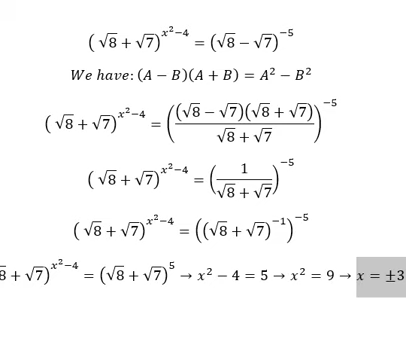 ( √8 + √7)^(x²−4) = (√8 − √7)^(−5)
We have: (A − B)(A + B) = A² − B²
( √8 + √7)^(x²−4) = (((√8 − √7)(√8 + √7))/(√8 + √7))^(−5)
( √8 + √7)^(x²−4) = (1/(√8 + √7))^(−5)
( √8 + √7)^(x²−4) = ((√8 + √7)^(−1))^(−5)
8 + √7)^(x²−4) = (√8 + √7)^5 → x² − 4 = 5 → x² = 9 → x = ±3